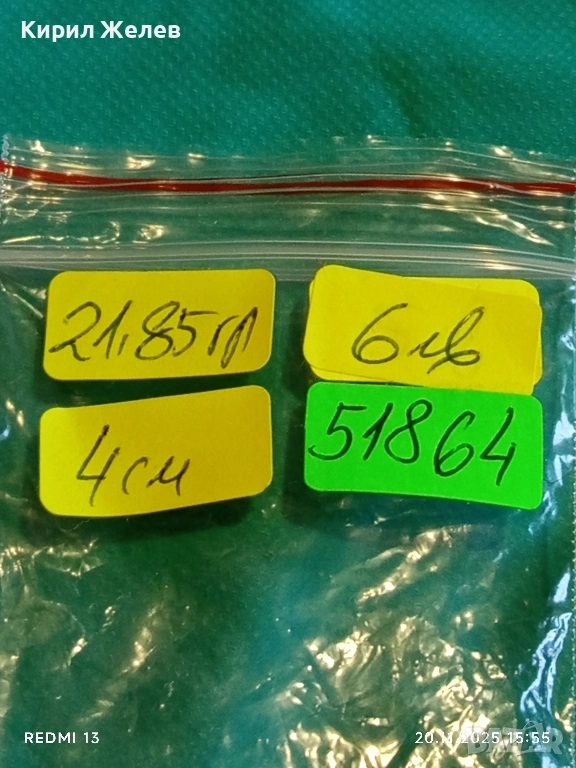 Кирил Желев
21,85гр
6лв
4см
51864
REDMI 13
20.11.2025, 15:55